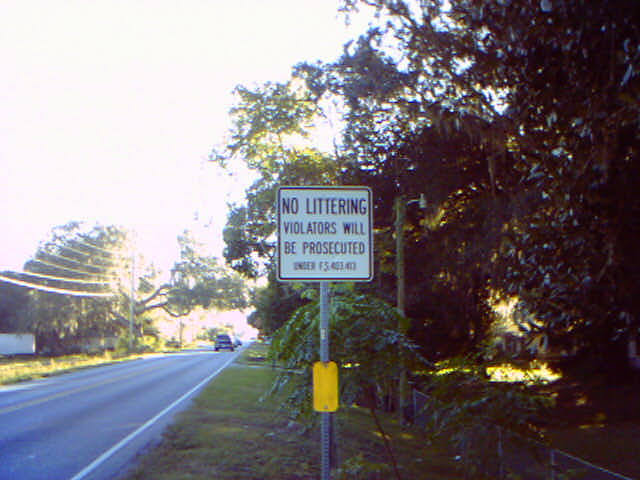 NO LITTERING
VIOLATORS WILL
BE PROSECUTED
UNDER F.S. 403.413